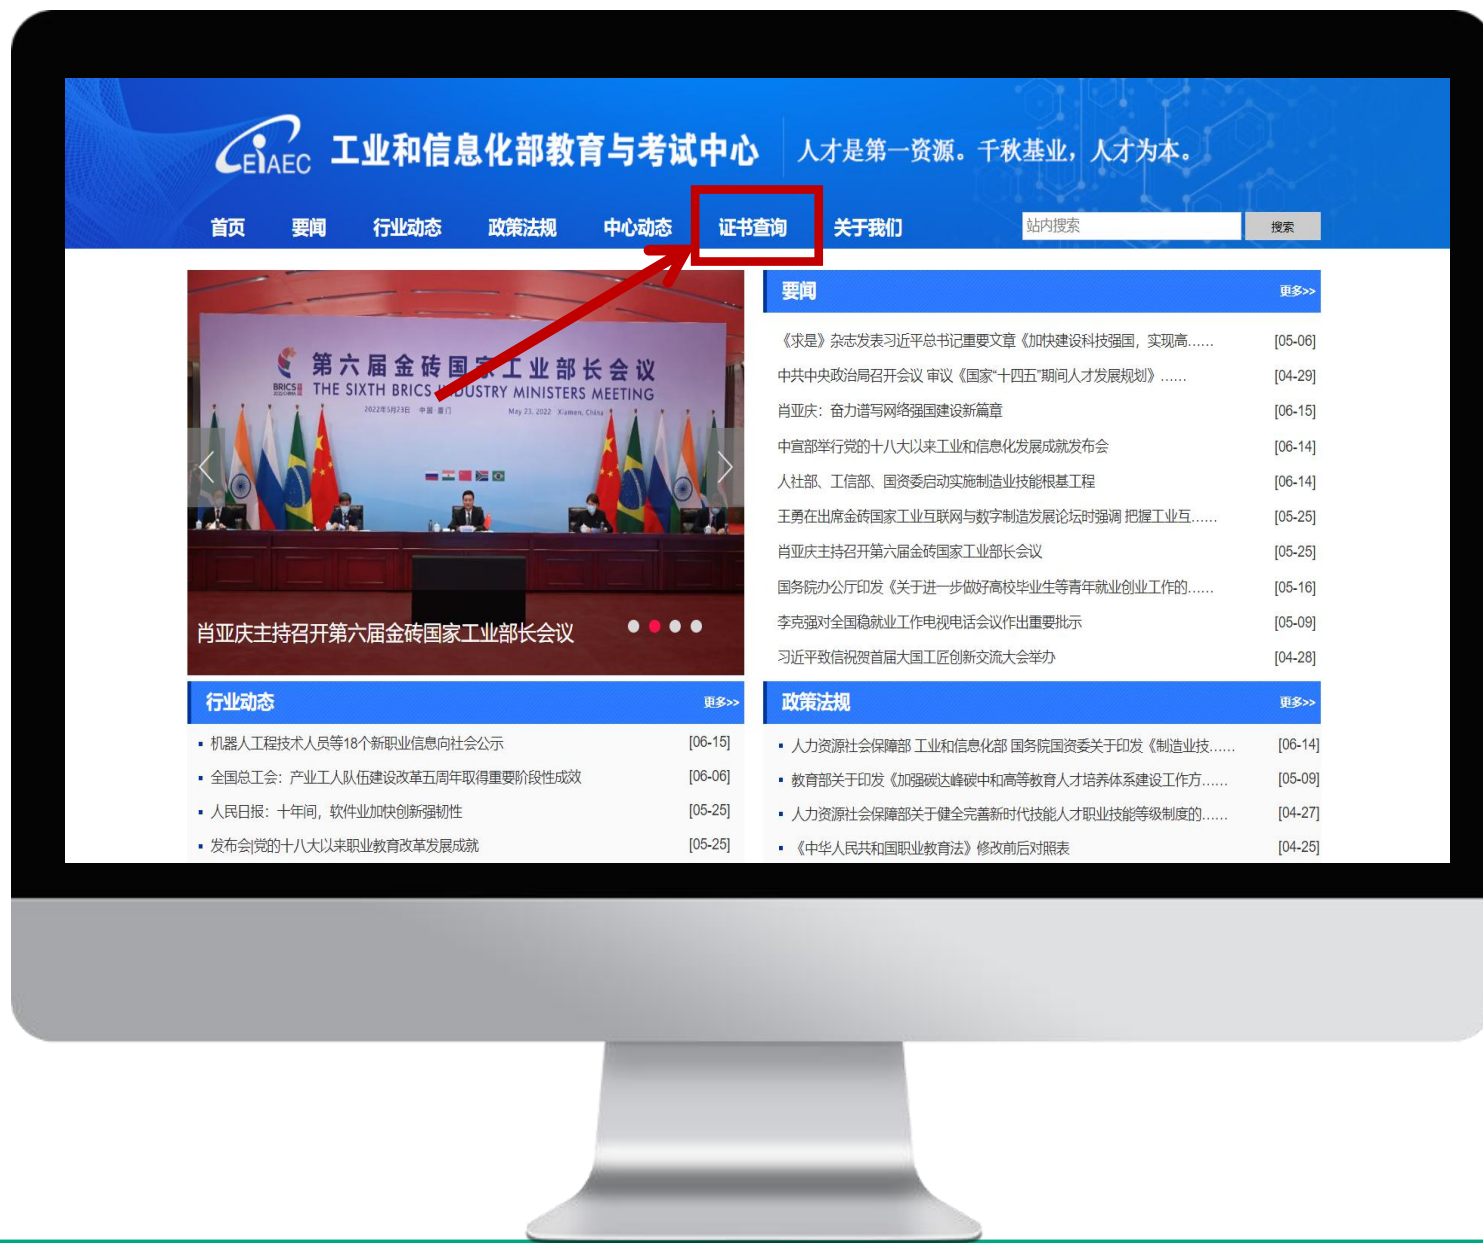 CEIAEC 工业和信息化部教育与考试中心 人才是第一资源。千秋基业，人才为本。
首页 要闻 行业动态 政策法规 中心动态 证书查询 关于我们 站内搜索 搜索
第六届金砖国家工业部长会议
BRICS THE SIXTH BRICS INDUSTRY MINISTERS MEETING
2022年5月23日 中国 厦门 May 23, 2022 Xiamen, China
肖亚庆主持召开第六届金砖国家工业部长会议
要闻 更多>>
《求是》杂志发表习近平总书记重要文章《加快建设科技强国，实现高…… [05-06]
中共中央政治局召开会议 审议《国家“十四五”期间人才发展规划》…… [04-29]
肖亚庆：奋力谱写网络强国建设新篇章 [06-15]
中宣部举行党的十八大以来工业和信息化发展成就发布会 [06-14]
人社部、工信部、国资委启动实施制造业技能根基工程 [06-14]
王勇在出席金砖国家工业互联网与数字制造发展论坛时强调 把握工业互…… [05-25]
肖亚庆主持召开第六届金砖国家工业部长会议 [05-25]
国务院办公厅印发《关于进一步做好高校毕业生等青年就业创业工作的…… [05-16]
李克强对全国稳就业工作电视电话会议作出重要批示 [05-09]
习近平致信祝贺首届大国工匠创新交流大会举办 [04-28]
行业动态 更多>>
机器人工程技术人员等18个新职业信息向社会公示 [06-15]
全国总工会：产业工人队伍建设改革五周年取得重要阶段性成效 [06-06]
人民日报：十年间，软件业加快创新强韧性 [05-25]
发布会|党的十八大以来职业教育改革发展成就 [05-25]
政策法规 更多>>
人力资源社会保障部 工业和信息化部 国务院国资委关于印发《制造业技…… [06-14]
教育部关于印发《加强碳达峰碳中和高等教育人才培养体系建设工作方…… [05-09]
人力资源社会保障部关于健全完善新时代技能人才职业技能等级制度的…… [04-27]
《中华人民共和国职业教育法》修改前后对照表 [04-25]